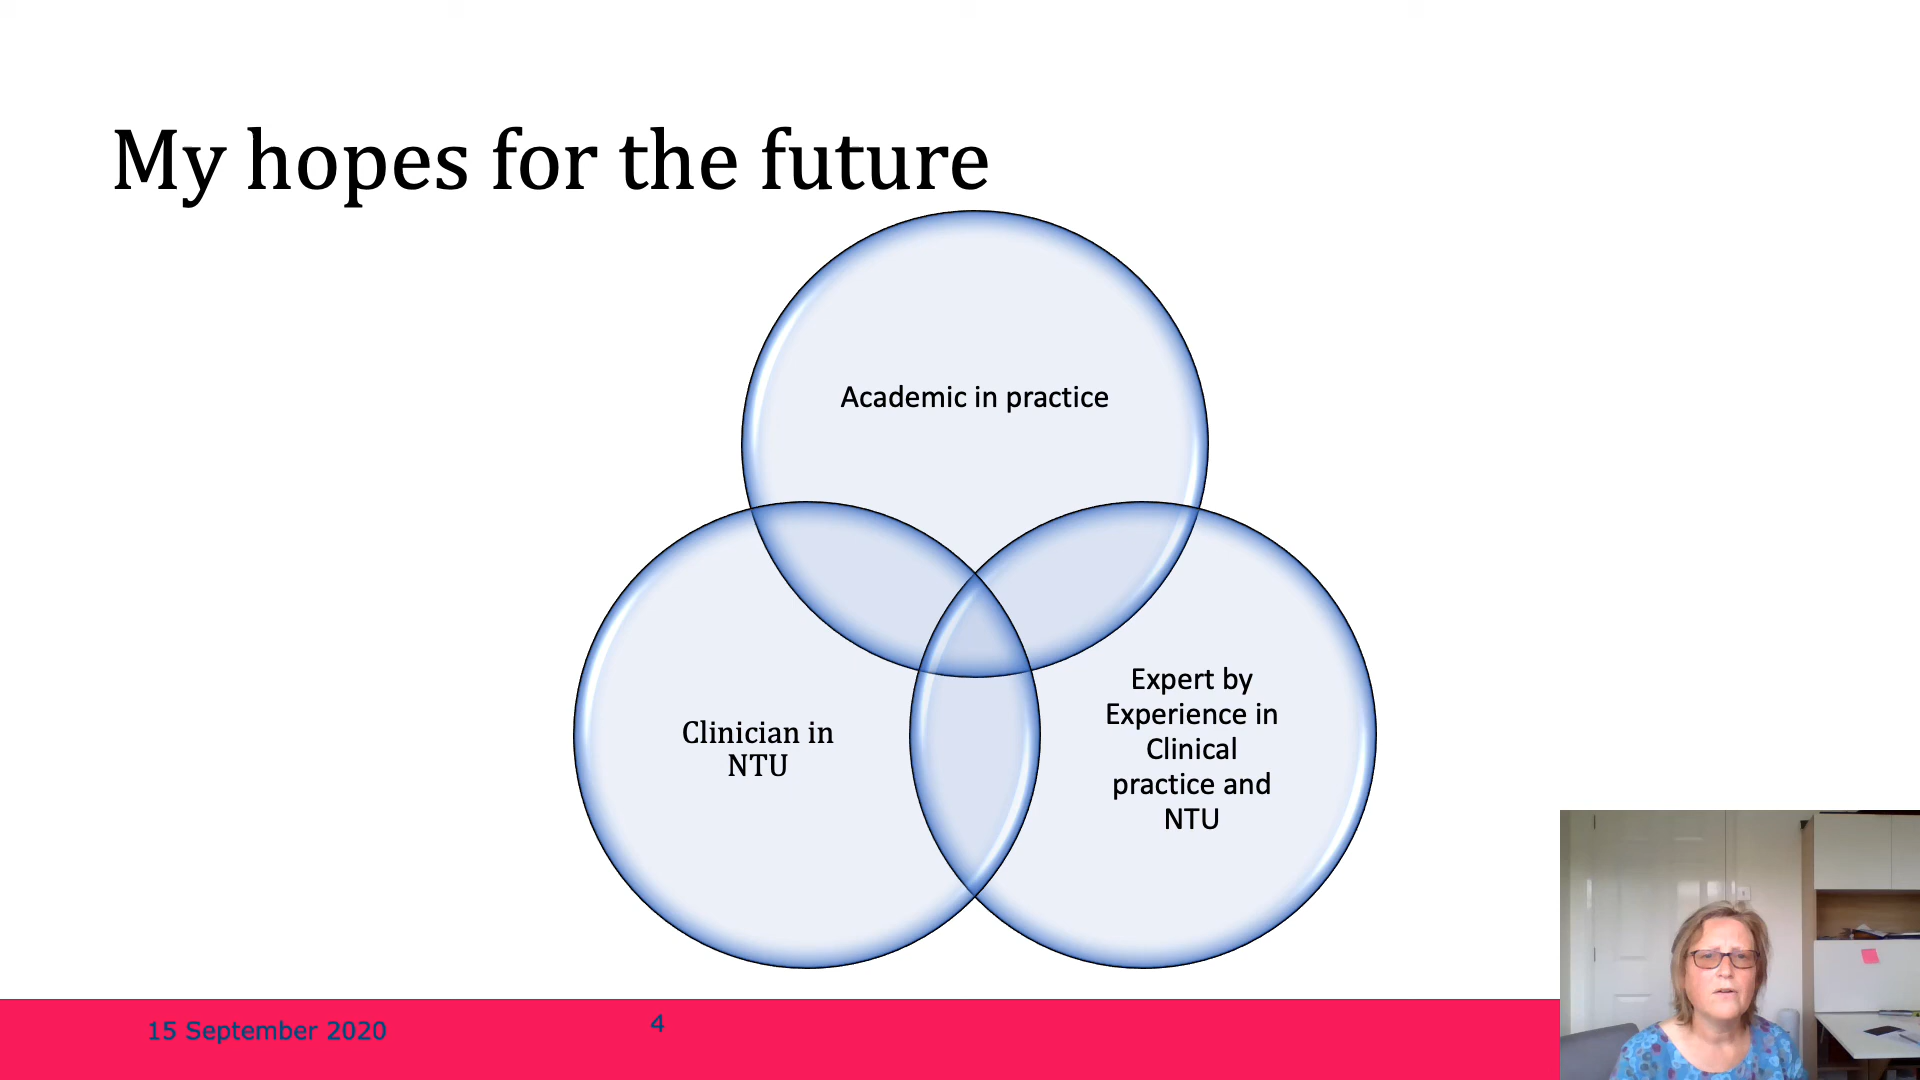 My hopes for the future
Academic in practice
Clinician in
NTU
Expert by
Experience in
Clinical
practice and
NTU
15 September 2020
4